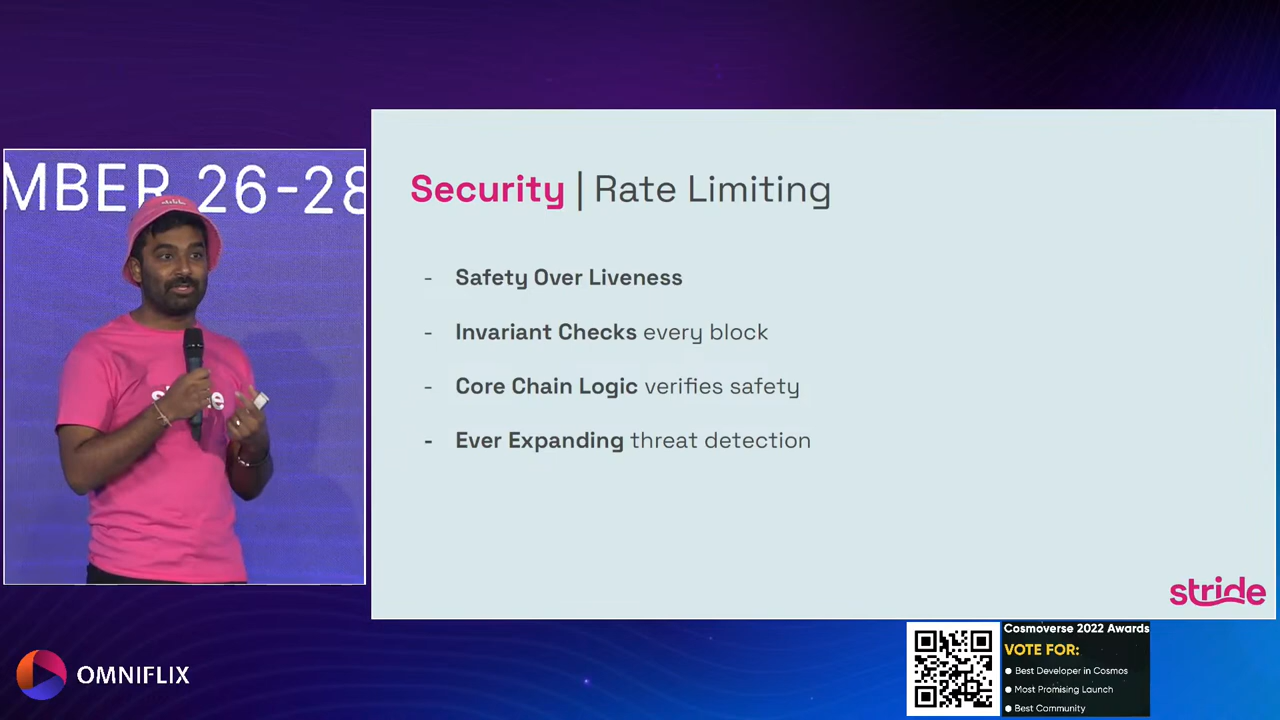 MBER 26-28
stride
Security | Rate Limiting
- Safety Over Liveness
- Invariant Checks every block
- Core Chain Logic verifies safety
- Ever Expanding threat detection
stride
OMNIFLIX
Cosmoverse 2022 Awards
VOTE FOR:
● Best Developer in Cosmos
● Most Promising Launch
● Best Community